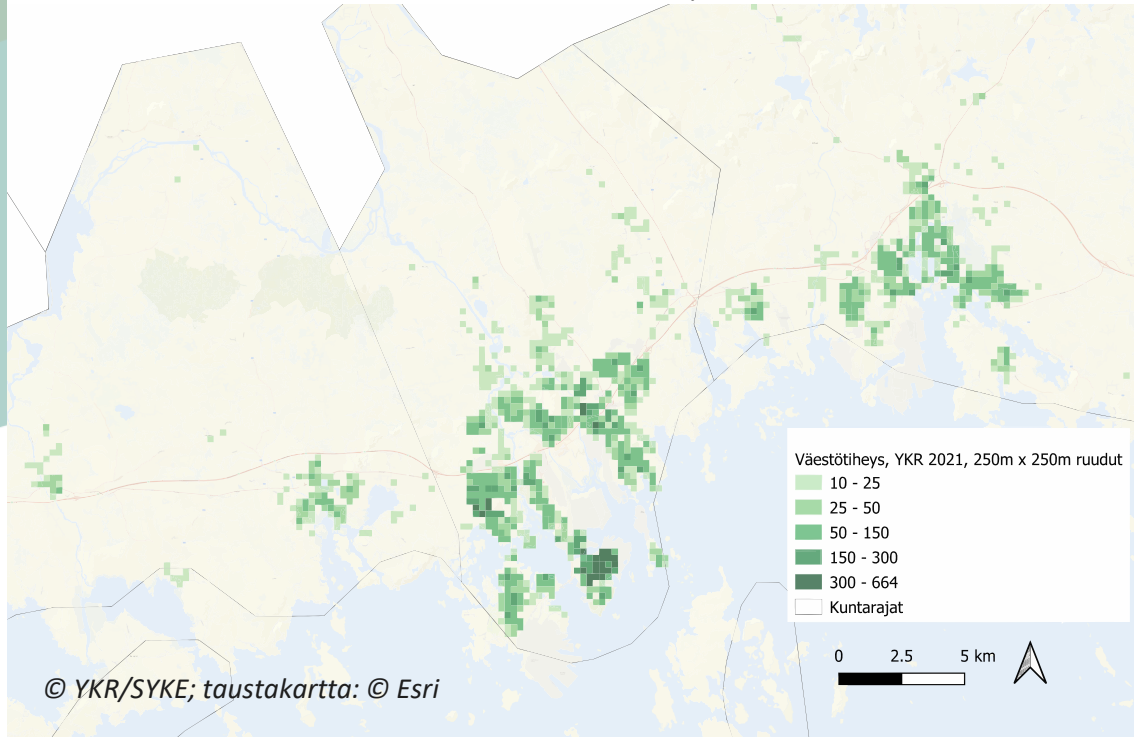 Väestötiheys, YKR 2021, 250m x 250m ruudut
10 - 25
25 - 50
50 - 150
150 - 300
300 - 664
Kuntarajat
0 2.5 5 km
© YKR/SYKE; taustakartta: © Esri